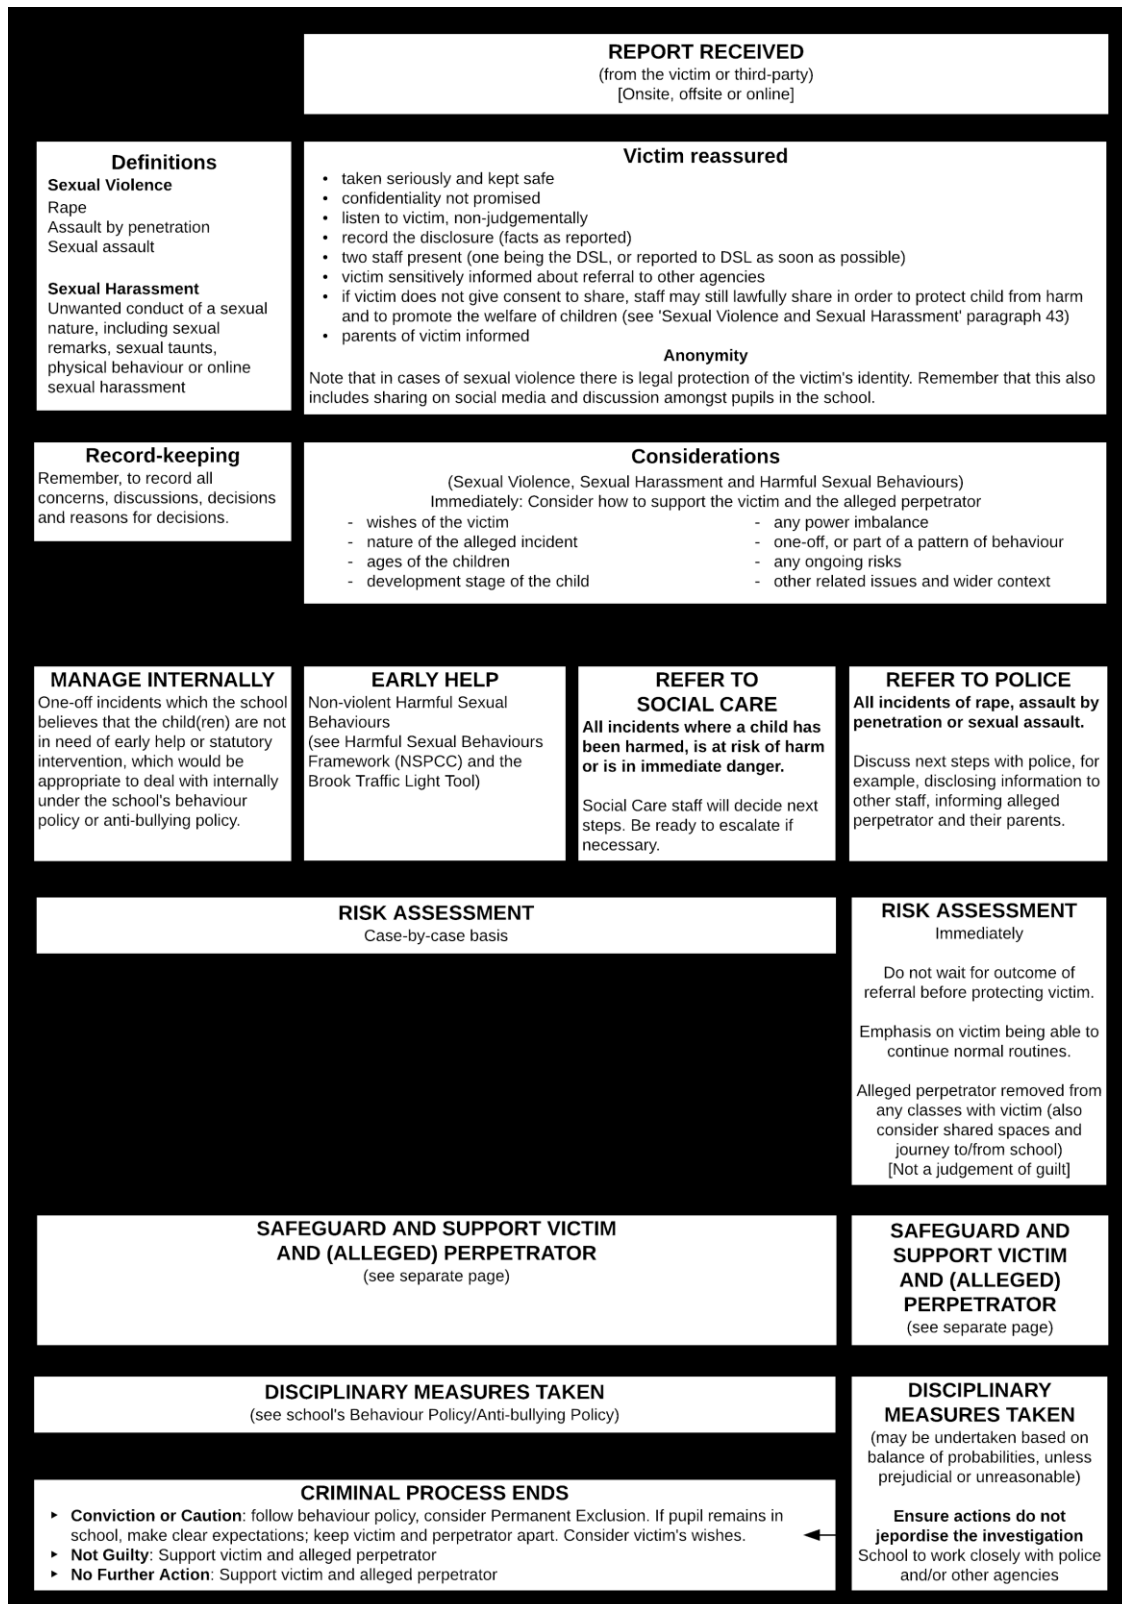 REPORT RECEIVED
(from the victim or third-party)
[Onsite, offsite or online]
Definitions
Sexual Violence
Rape
Assault by penetration
Sexual assault
Sexual Harassment
Unwanted conduct of a sexual
nature, including sexual
remarks, sexual taunts,
physical behaviour or online
sexual harassment
Victim reassured
• taken seriously and kept safe
• confidentiality not promised
• listen to victim, non-judgementally
• record the disclosure (facts as reported)
• two staff present (one being the DSL, or reported to DSL as soon as possible)
• victim sensitively informed about referral to other agencies
• if victim does not give consent to share, staff may still lawfully share in order to protect child from harm
and to promote the welfare of children (see 'Sexual Violence and Sexual Harassment' paragraph 43)
• parents of victim informed
Anonymity
Note that in cases of sexual violence there is legal protection of the victim's identity. Remember that this also
includes sharing on social media and discussion amongst pupils in the school.
Record-keeping
Remember, to record all
concerns, discussions, decisions
and reasons for decisions.
Considerations
(Sexual Violence, Sexual Harassment and Harmful Sexual Behaviours)
Immediately: Consider how to support the victim and the alleged perpetrator
- wishes of the victim
- nature of the alleged incident
- ages of the children
- development stage of the child
- any power imbalance
- one-off, or part of a pattern of behaviour
- any ongoing risks
- other related issues and wider context
MANAGE INTERNALLY
One-off incidents which the school
believes that the child(ren) are not
in need of early help or statutory
intervention, which would be
appropriate to deal with internally
under the school's behaviour
policy or anti-bullying policy.
EARLY HELP
Non-violent Harmful Sexual
Behaviours
(see Harmful Sexual Behaviours
Framework (NSPCC) and the
Brook Traffic Light Tool)
REFER TO
SOCIAL CARE
All incidents where a child has
been harmed, is at risk of harm
or is in immediate danger.
Social Care staff will decide next
steps. Be ready to escalate if
necessary.
REFER TO POLICE
All incidents of rape, assault by
penetration or sexual assault.
Discuss next steps with police, for
example, disclosing information to
other staff, informing alleged
perpetrator and their parents.
RISK ASSESSMENT
Case-by-case basis
RISK ASSESSMENT
Immediately
Do not wait for outcome of
referral before protecting victim.
Emphasis on victim being able to
continue normal routines.
Alleged perpetrator removed from
any classes with victim (also
consider shared spaces and
journey to/from school)
[Not a judgement of guilt]
SAFEGUARD AND SUPPORT VICTIM
AND (ALLEGED) PERPETRATOR
(see separate page)
SAFEGUARD AND
SUPPORT VICTIM
AND (ALLEGED)
PERPETRATOR
(see separate page)
DISCIPLINARY MEASURES TAKEN
(see school's Behaviour Policy/Anti-bullying Policy)
DISCIPLINARY
MEASURES TAKEN
(may be undertaken based on
balance of probabilities, unless
prejudicial or unreasonable)
Ensure actions do not
jepordise the investigation
School to work closely with police
and/or other agencies
CRIMINAL PROCESS ENDS
▸ Conviction or Caution: follow behaviour policy, consider Permanent Exclusion. If pupil remains in
school, make clear expectations; keep victim and perpetrator apart. Consider victim's wishes.
▸ Not Guilty: Support victim and alleged perpetrator
▸ No Further Action: Support victim and alleged perpetrator